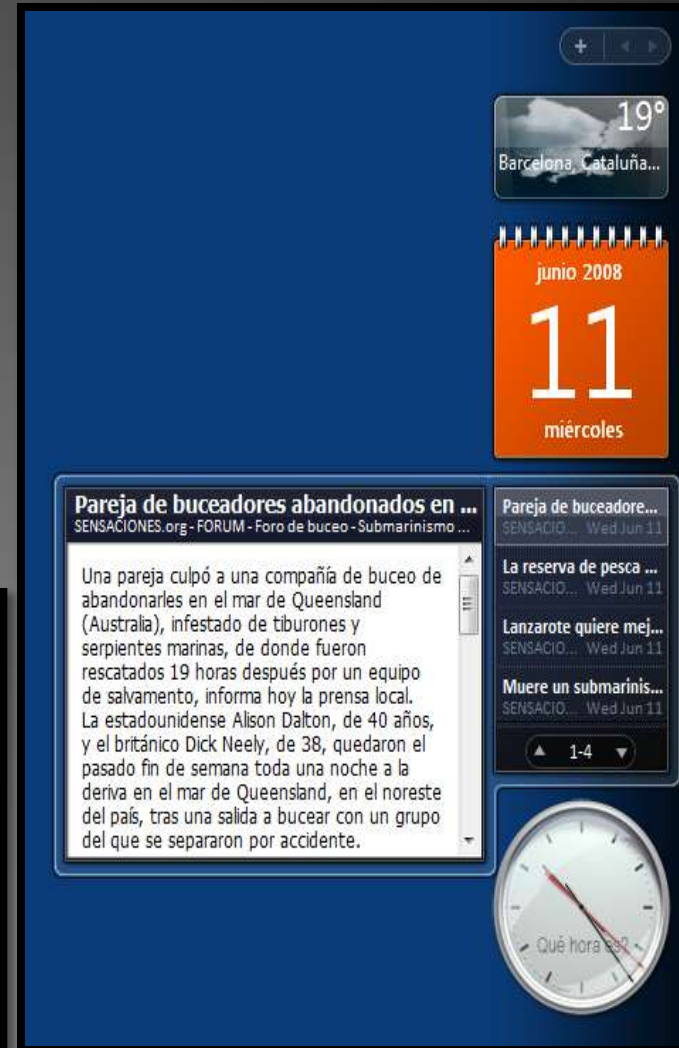 19°
Barcelona, Cataluña...
junio 2008
11
miércoles
Pareja de buceadores abandonados en ...
SENSACIONES.org - FORUM - Foro de buceo - Submarinismo ...
Una pareja culpó a una compañía de buceo de
abandonarles en el mar de Queensland
(Australia), infestado de tiburones y
serpientes marinas, de donde fueron
rescatados 19 horas después por un equipo
de salvamento, informa hoy la prensa local.
La estadounidense Alison Dalton, de 40 años,
y el británico Dick Neely, de 38, quedaron el
pasado fin de semana toda una noche a la
deriva en el mar de Queensland, en el noreste
del país, tras una salida a bucear con un grupo
del que se separaron por accidente.
Pareja de buceadore...
SENSACIO... Wed Jun 11
La reserva de pesca ...
SENSACIO... Wed Jun 11
Lanzarote quiere mej...
SENSACIO... Wed Jun 11
Muere un submarinis...
SENSACIO... Wed Jun 11
1-4
Qué hora es?